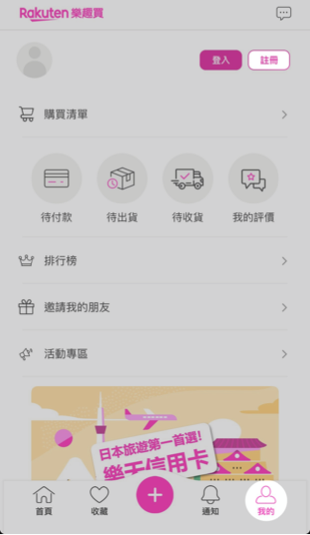 Rakuten 樂趣買
登入
註冊
購買清單
待付款
待出貨
待收貨
我的評價
排行榜
邀請我的朋友
活動專區
日本旅遊第一首選!
樂天信用卡
首頁
收藏
通知
我的